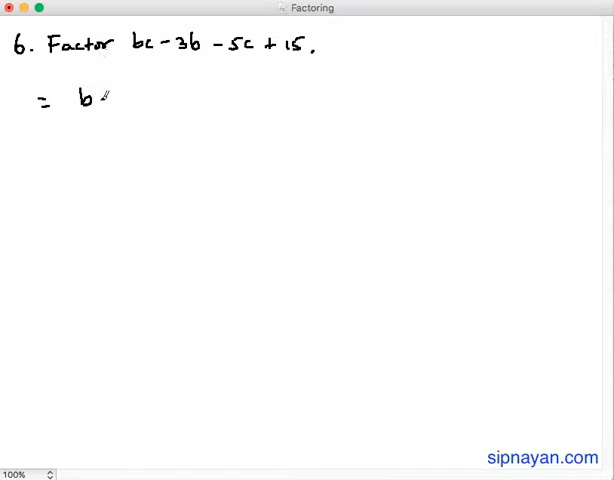 Factoring
6. Factor bc - 3b - 5c + 15.
= b
100%
sipnayan.com